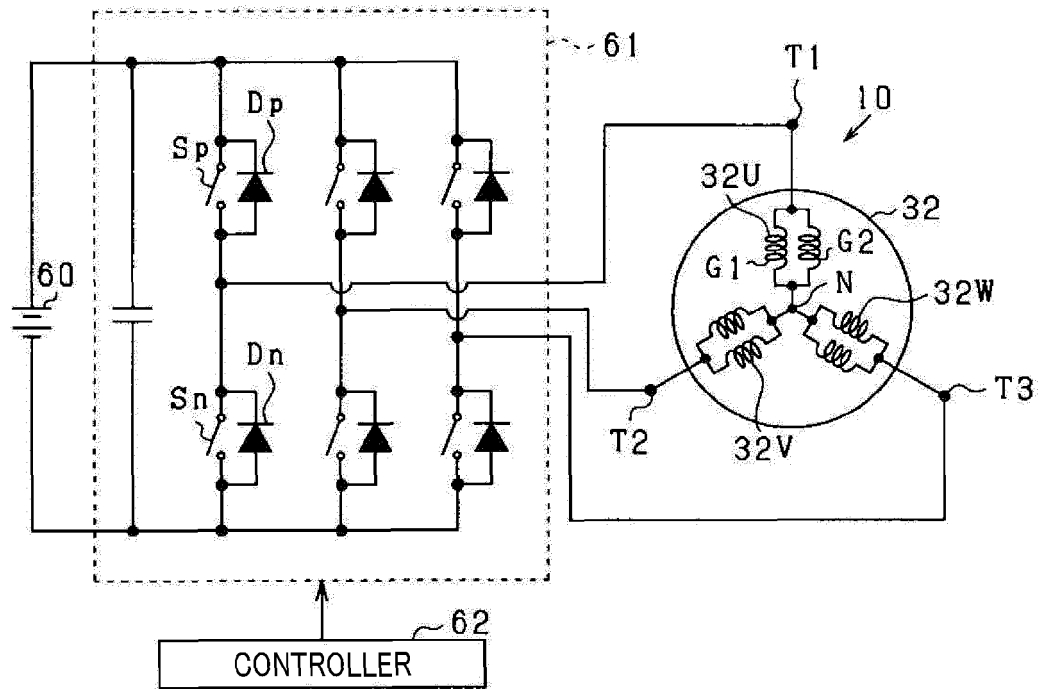 61
T1
10
Dp
Sp
32U
32
G1
G2
60
N
32W
Dn
Sn
T2
T3
32V
62
CONTROLLER